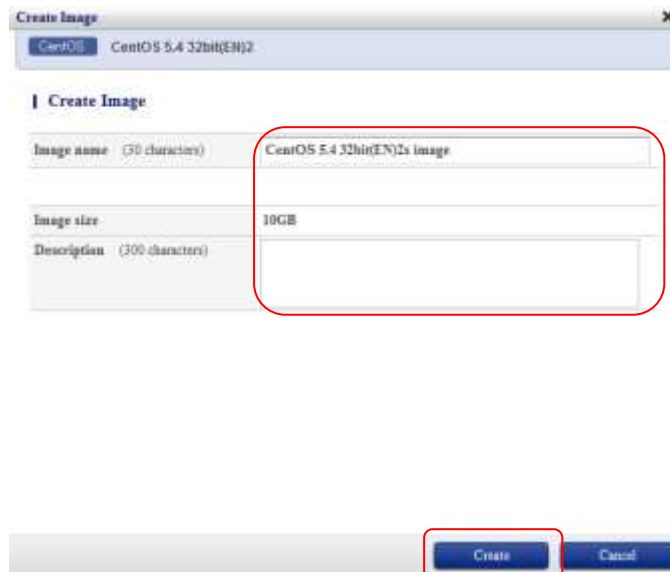 Create Image
CentOS CentOS 5.4 32bit(EN)2
Create Image
Image name (30 characters) CentOS 5.4 32bit(EN)2s image
Image size 10GB
Description (300 characters)
Create Cancel